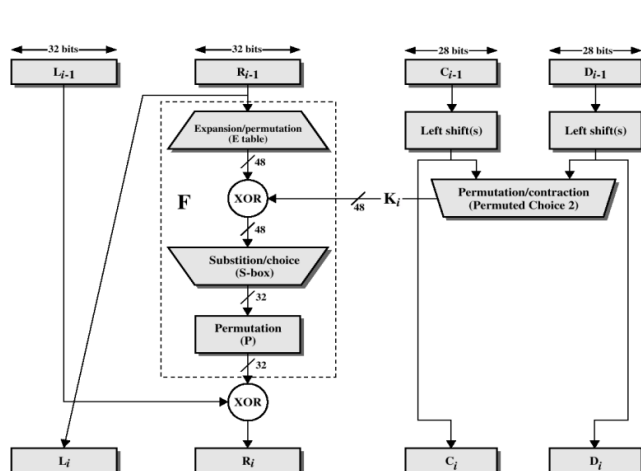 32 bits 32 bits 28 bits 28 bits
Li-1 Ri-1 Ci-1 Di-1
Expansion/permutation
(E table)
Left shift(s) Left shift(s)
48
F XOR 48 Ki
Permutation/contraction
(Permuted Choice 2)
48
Substition/choice
(S-box)
32
Permutation
(P)
32
XOR
Li Ri Ci Di